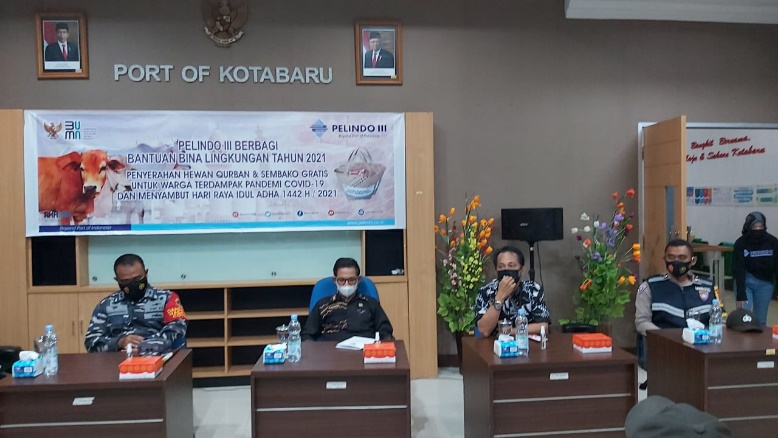 PORT OF KOTABARU
BUMN
PELINDO III
PELINDO III BERBAGI
BANTUAN BINA LINGKUNGAN TAHUN 2021
PENYERAHAN HEWAN QURBAN & SEMBAKO GRATIS
UNTUK WARGA TERDAMPAK PANDEMI COVID-19
DAN MENYAMBUT HARI RAYA IDUL ADHA 1442 H / 2021
Bangkit Bersama,
& Sukses Kotabaru